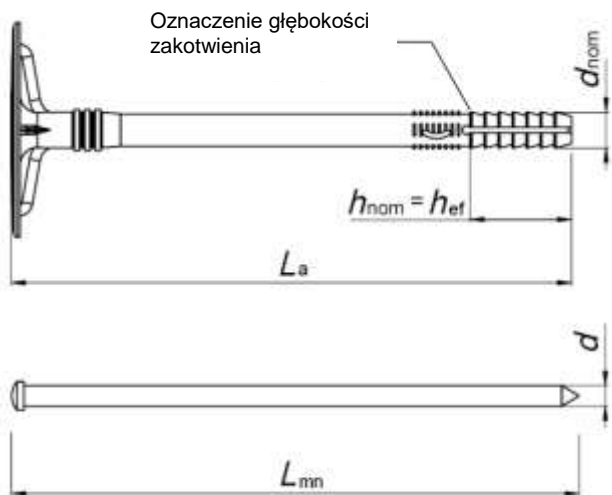 Oznaczenie głębokości
zakotwienia
dnom
hnom = hef
La
d
Lmn